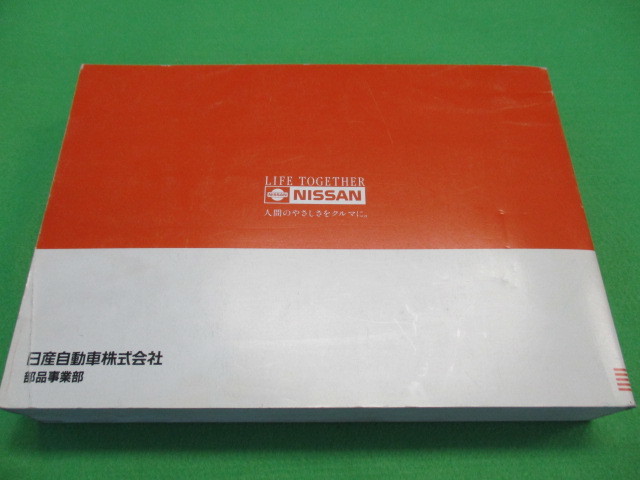 LIFE TOGETHER
NISSAN NISSAN
人間のやさしさをクルマに。
日産自動車株式会社
部品事業部